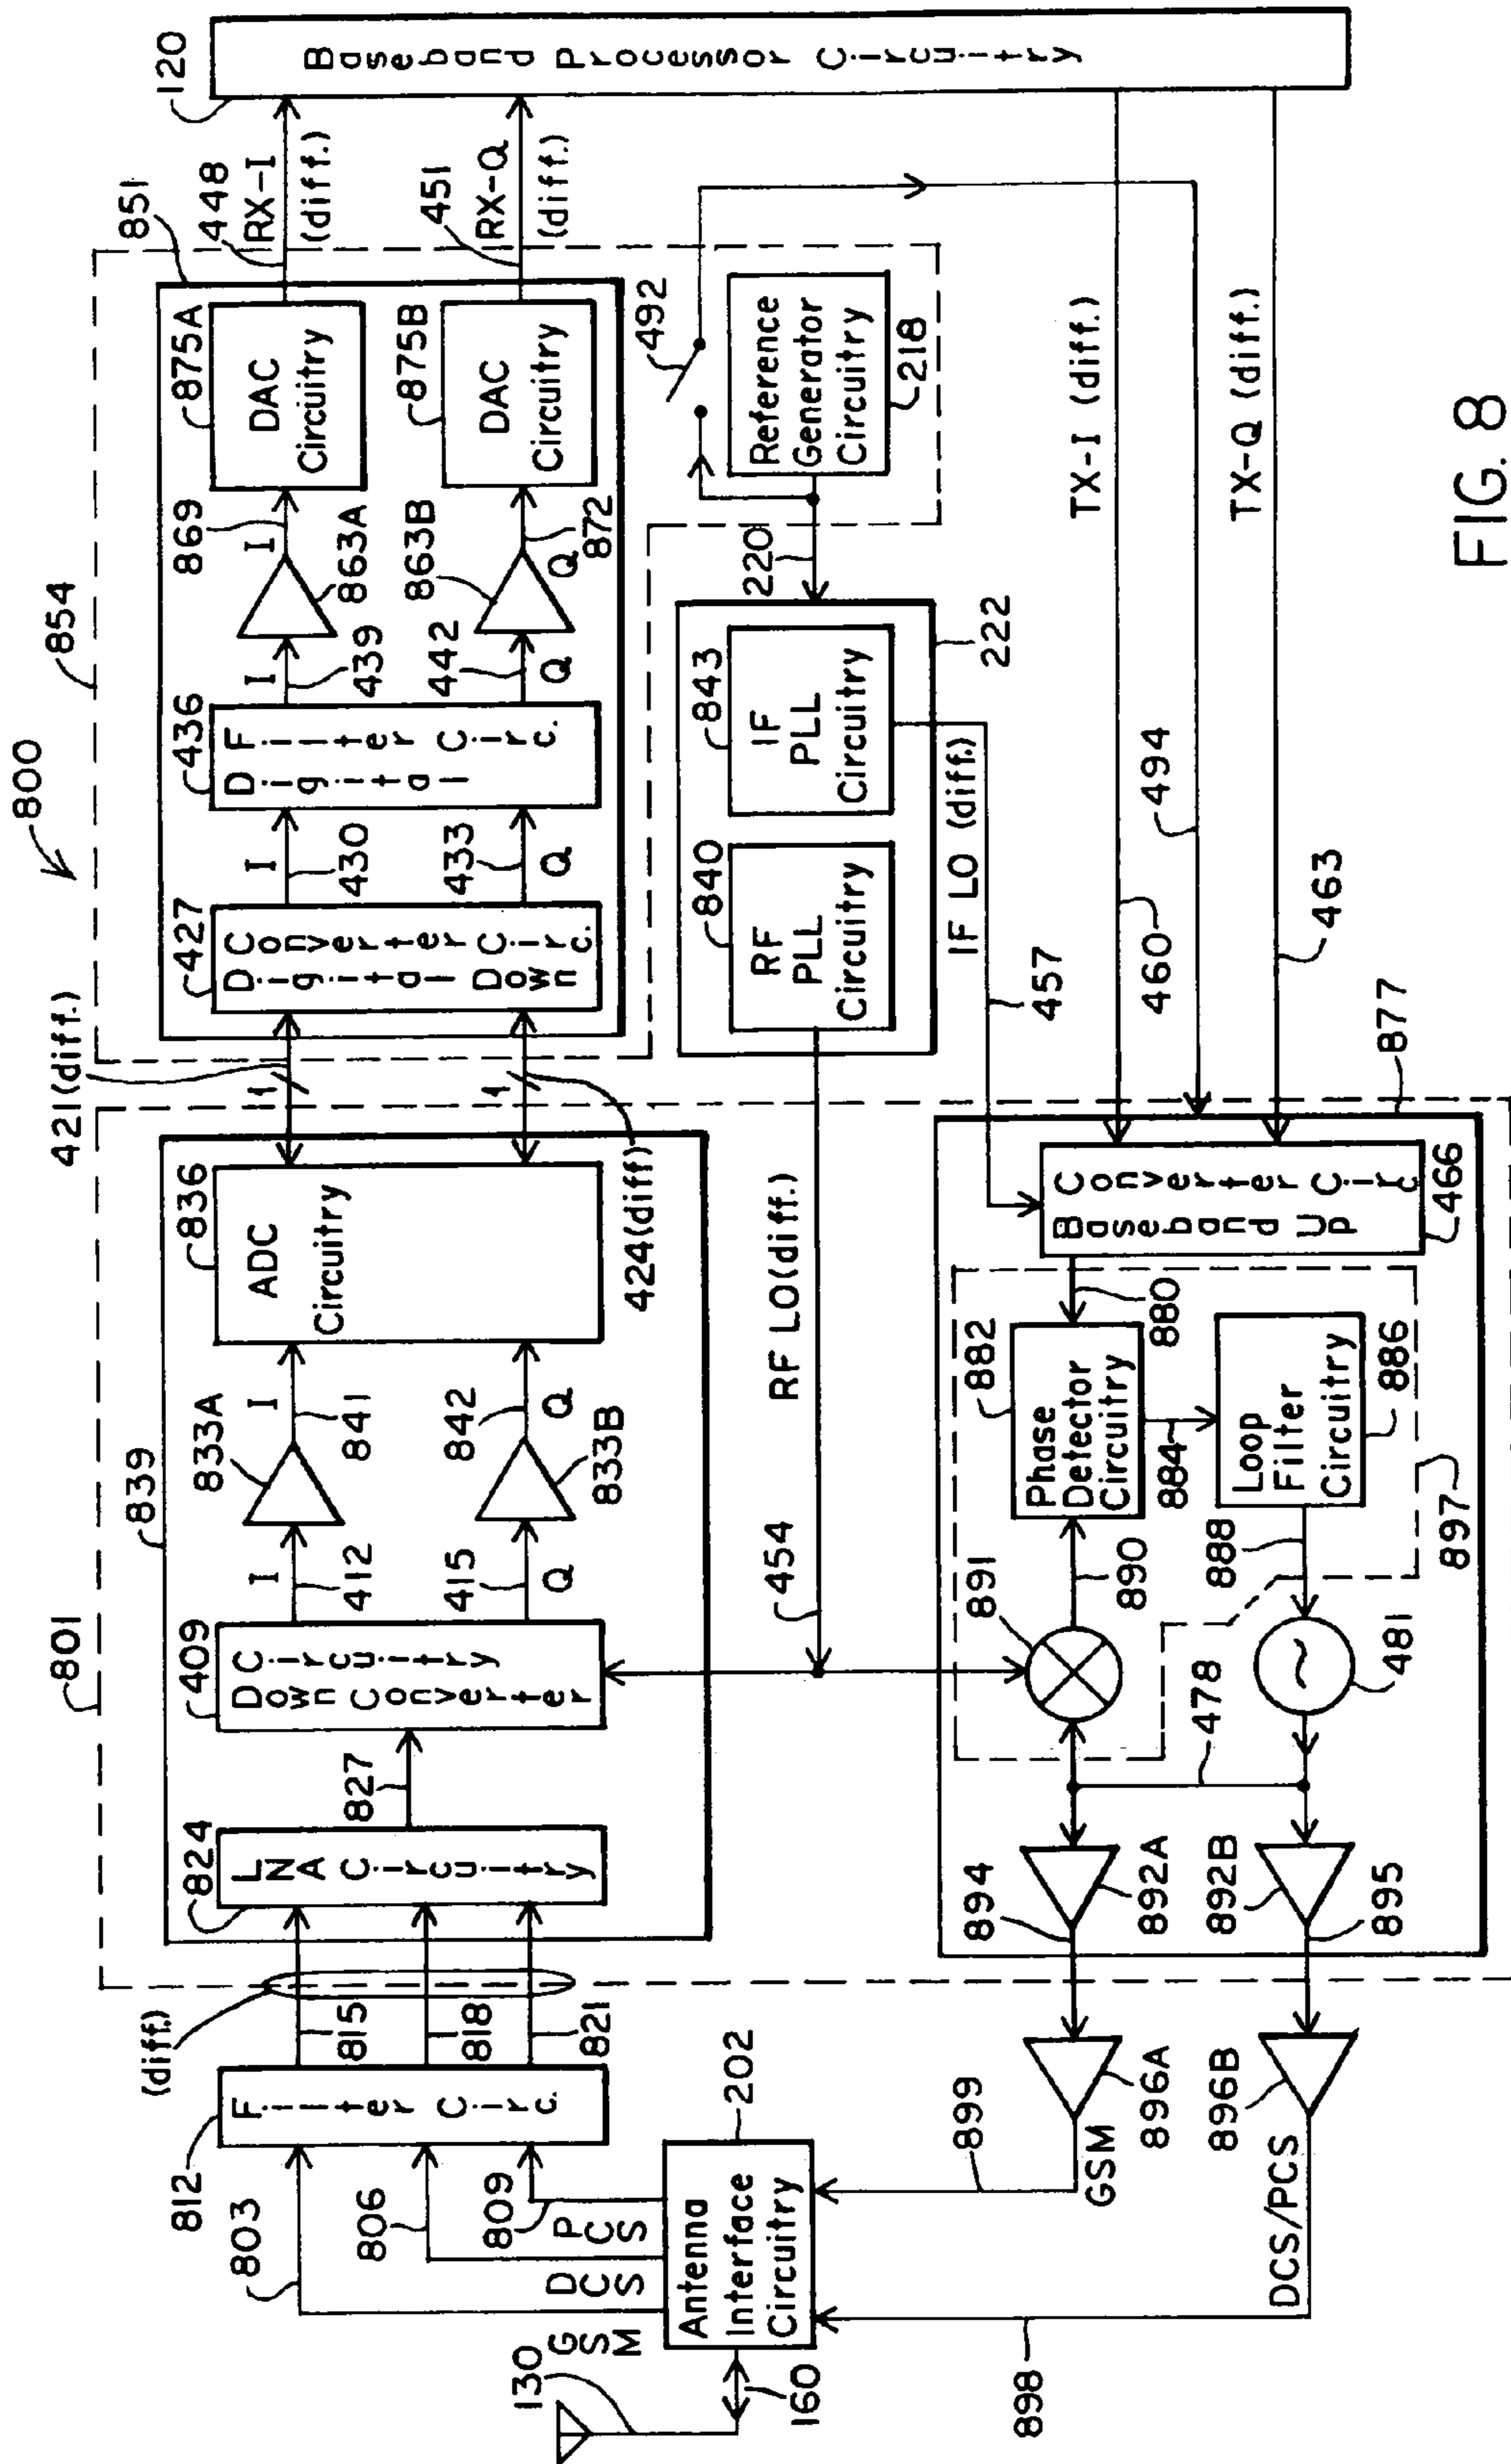 FIG. 8
800
801
839
854
851
120
Baseband Processor Circuitry
130
160
202
Antenna
Interface
Circuitry
GSM
DCS
PCS
803
806
809
812
Filter Circ.
(diff.)
815
818
821
824
LNA Circuitry
827
409
Down Converter
Circuitry
I
412
415
Q
833A
833B
I
841
842
Q
836
ADC
Circuitry
421(diff.)
1
1
424(diff)
427
Digital Down
Converter Circ.
I
430
433
Q
436
Digital
Filter Circ.
I
439
442
Q
863A
863B
869
I
Q
872
875A
DAC
Circuitry
875B
DAC
Circuitry
448
RX-I
(diff.)
451
RX-Q
(diff.)
492
Reference
Generator
Circuitry
218
220
222
840
RF
PLL
Circuitry
843
IF
PLL
Circuitry
RF LO(diff.)
454
IF LO (diff.)
457
TX-I (diff.)
460
494
TX-Q (diff.)
463
877
Baseband Up
Converter Circ
466
880
882
Phase
Detector
Circuitry
884
Loop
Filter
Circuitry
886
888
890
891
897
481
478
892A
892B
894
895
896A
896B
GSM
899
DCS/PCS
898